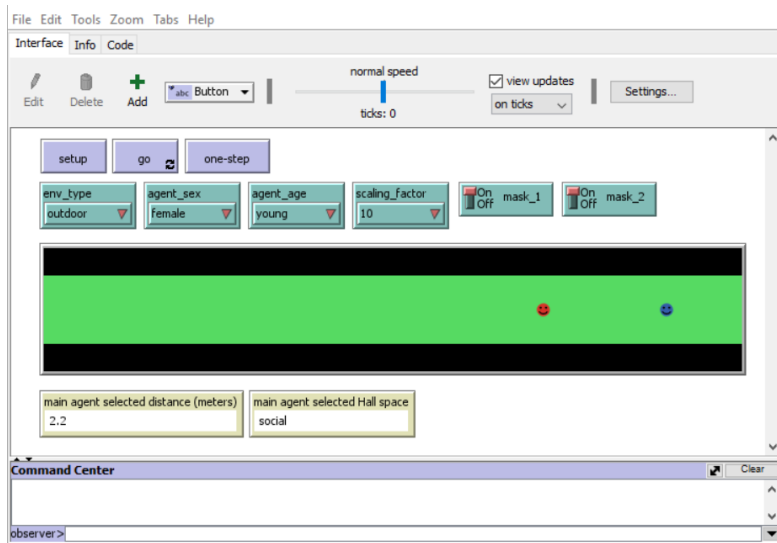 File Edit Tools Zoom Tabs Help
Interface Info Code
Edit Delete Add abc Button normal speed view updates Settings...
ticks: 0 on ticks
setup go one-step
env_type agent_sex agent_age scaling_factor On Off mask_1 On Off mask_2
outdoor female young 10
main agent selected distance (meters) main agent selected Hall space
2.2 social
Command Center Clear
observer>